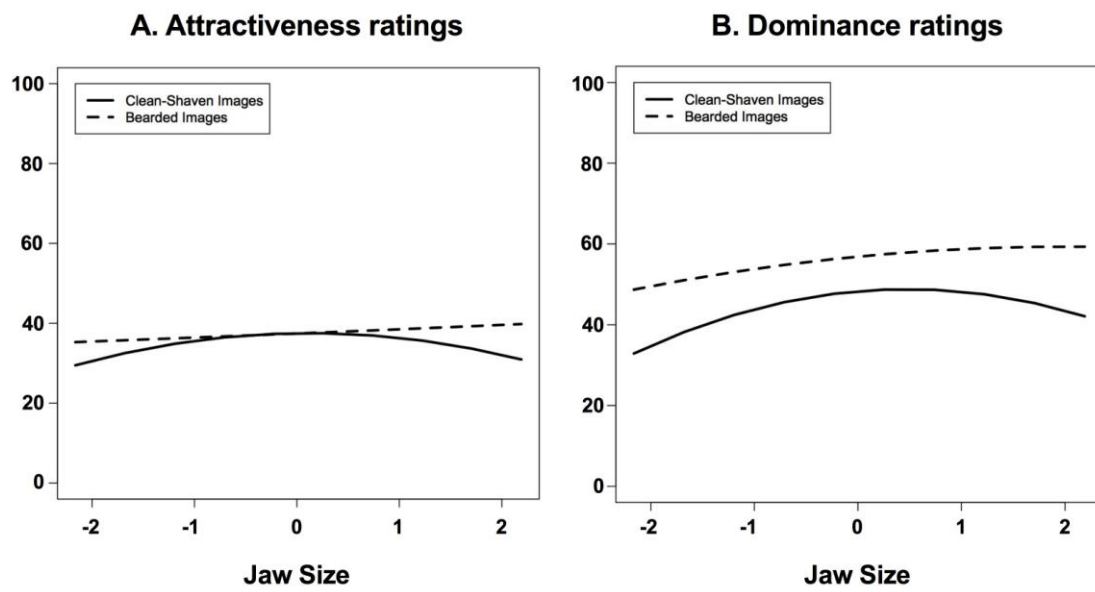 A. Attractiveness ratings
100
80
60
40
20
0
Clean-Shaven Images
Bearded Images
-2 -1 0 1 2
Jaw Size
B. Dominance ratings
100
80
60
40
20
0
Clean-Shaven Images
Bearded Images
-2 -1 0 1 2
Jaw Size